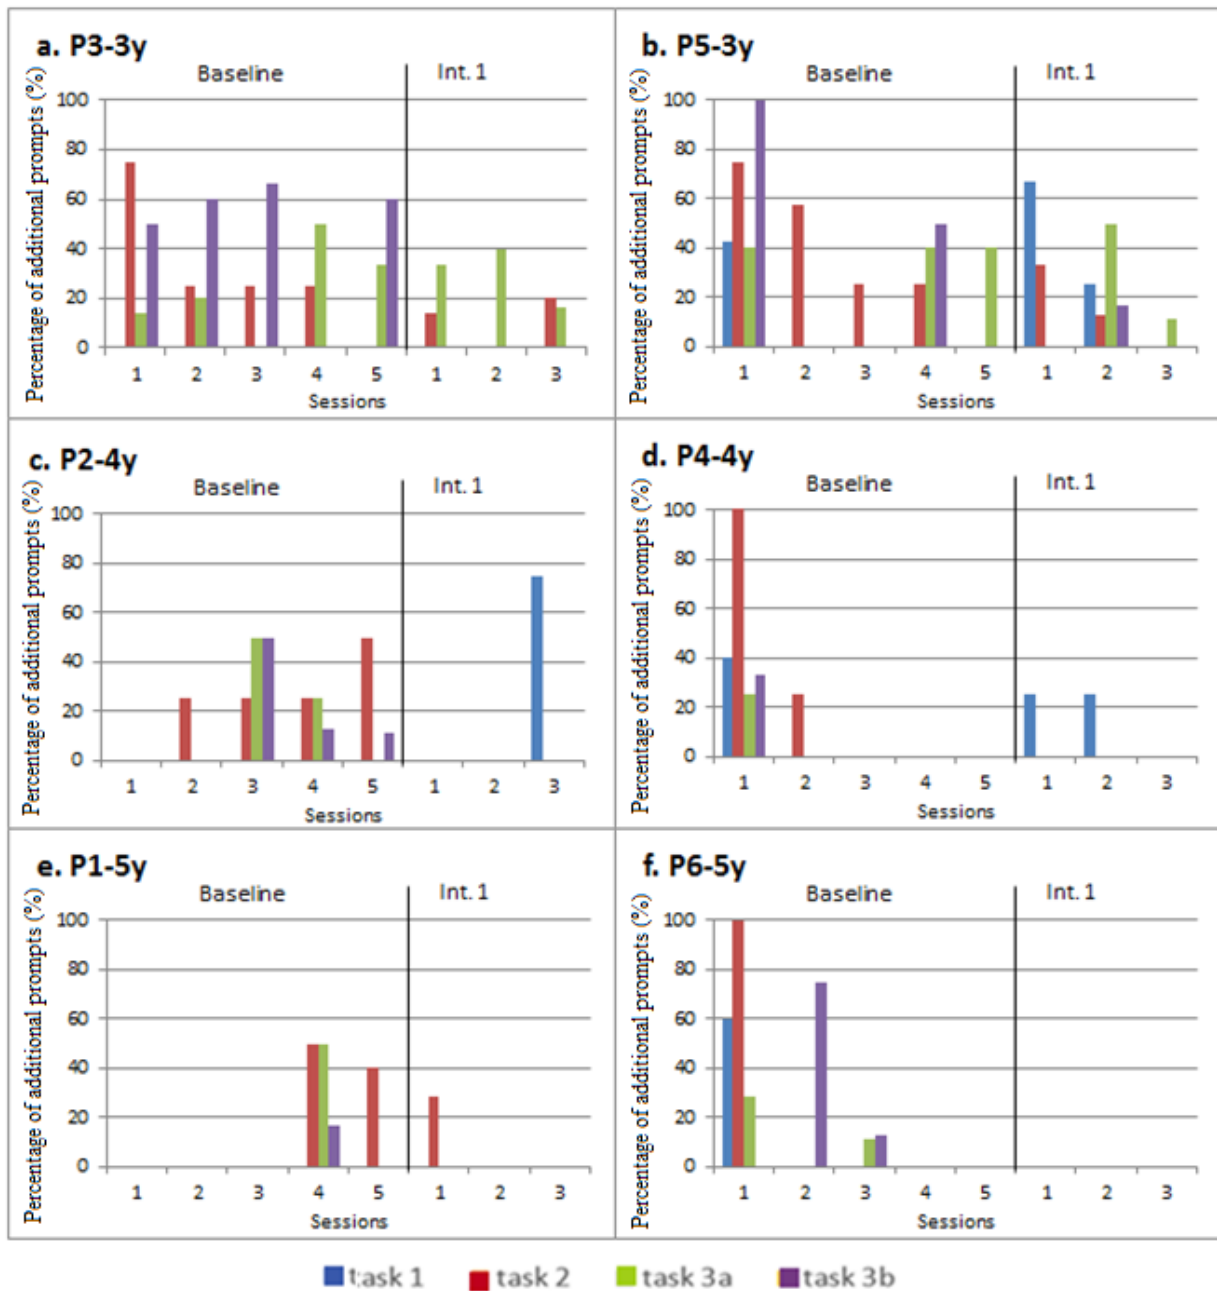 a. P3-3y
Baseline
Int. 1
Percentage of additional prompts (%)
100
80
60
40
20
0
1 2 3 4 5 1 2 3
Sessions
b. P5-3y
Baseline
Int. 1
Percentage of additional prompts (%)
100
80
60
40
20
0
1 2 3 4 5 1 2 3
Sessions
c. P2-4y
Baseline
Int. 1
Percentage of additional prompts (%)
100
80
60
40
20
0
1 2 3 4 5 1 2 3
Sessions
d. P4-4y
Baseline
Int. 1
Percentage of additional prompts (%)
100
80
60
40
20
0
1 2 3 4 5 1 2 3
Sessions
e. P1-5y
Baseline
Int. 1
Percentage of additional prompts (%)
100
80
60
40
20
0
1 2 3 4 5 1 2 3
Sessions
f. P6-5y
Baseline
Int. 1
Percentage of additional prompts (%)
100
80
60
40
20
0
1 2 3 4 5 1 2 3
Sessions
task 1 task 2 task 3a task 3b